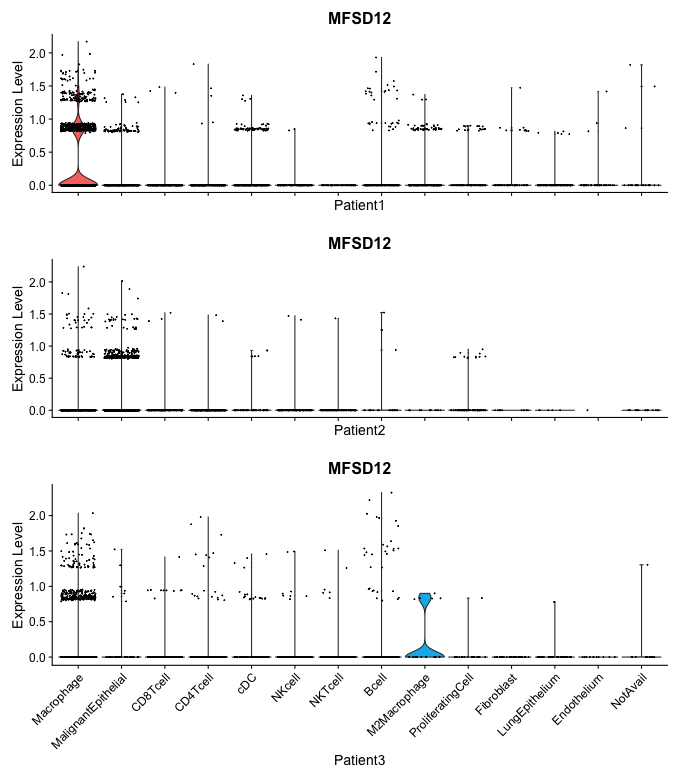 MFSD12
Expression Level
2.0
1.5
1.0
0.5
0.0
Patient1
MFSD12
Expression Level
2.0
1.5
1.0
0.5
0.0
Patient2
MFSD12
Expression Level
2.0
1.5
1.0
0.5
0.0
Macrophage
MalignantEpithelial
CD8Tcell
CD4Tcell
cDC
NKcell
NKTcell
Bcell
M2Macrophage
ProliferatingCell
Fibroblast
LungEpithelium
Endothelium
NotAvail
Patient3